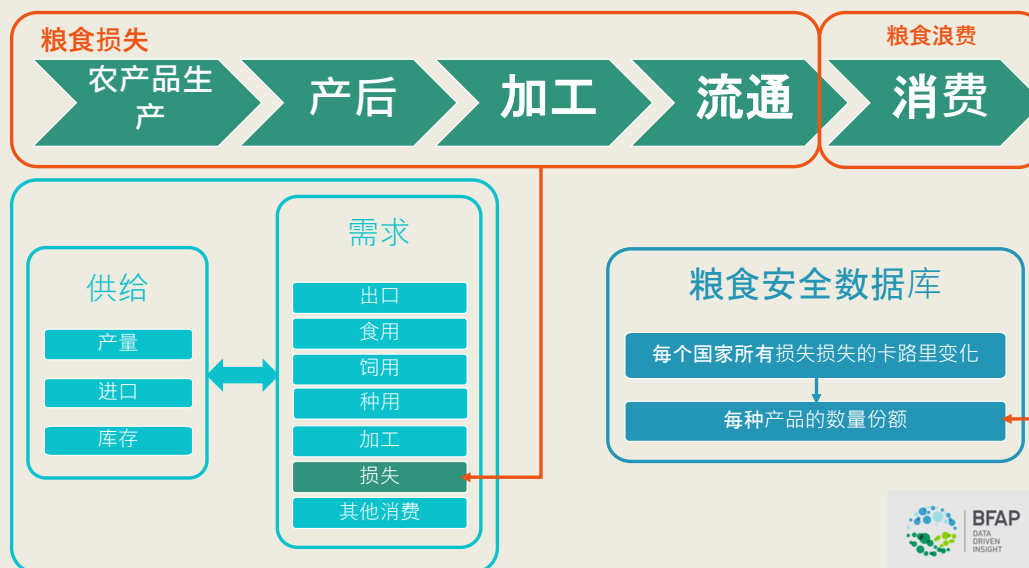 粮食损失
粮食浪费
农产品生
产
产后
加工
流通
消费
供给
产量
进口
库存
需求
出口
食用
饲用
种用
加工
损失
其他消费
粮食安全数据库
每个国家所有损失损失的卡路里变化
每种产品的数量份额
BFAP
DATA
DRIVEN
INSIGHT